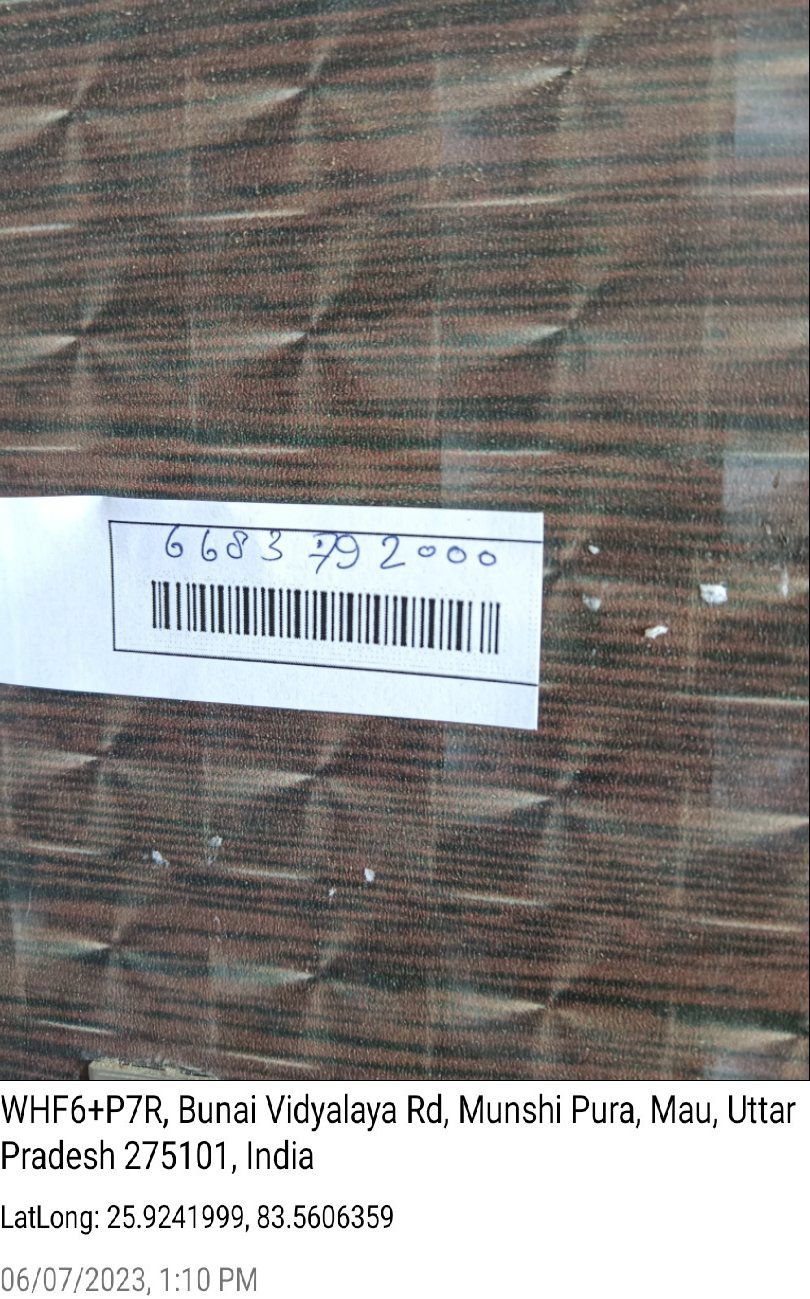 6683792000
WHF6+P7R, Bunai Vidyalaya Rd, Munshi Pura, Mau, Uttar
Pradesh 275101, India
LatLong: 25.9241999, 83.5606359
06/07/2023, 1:10 PM